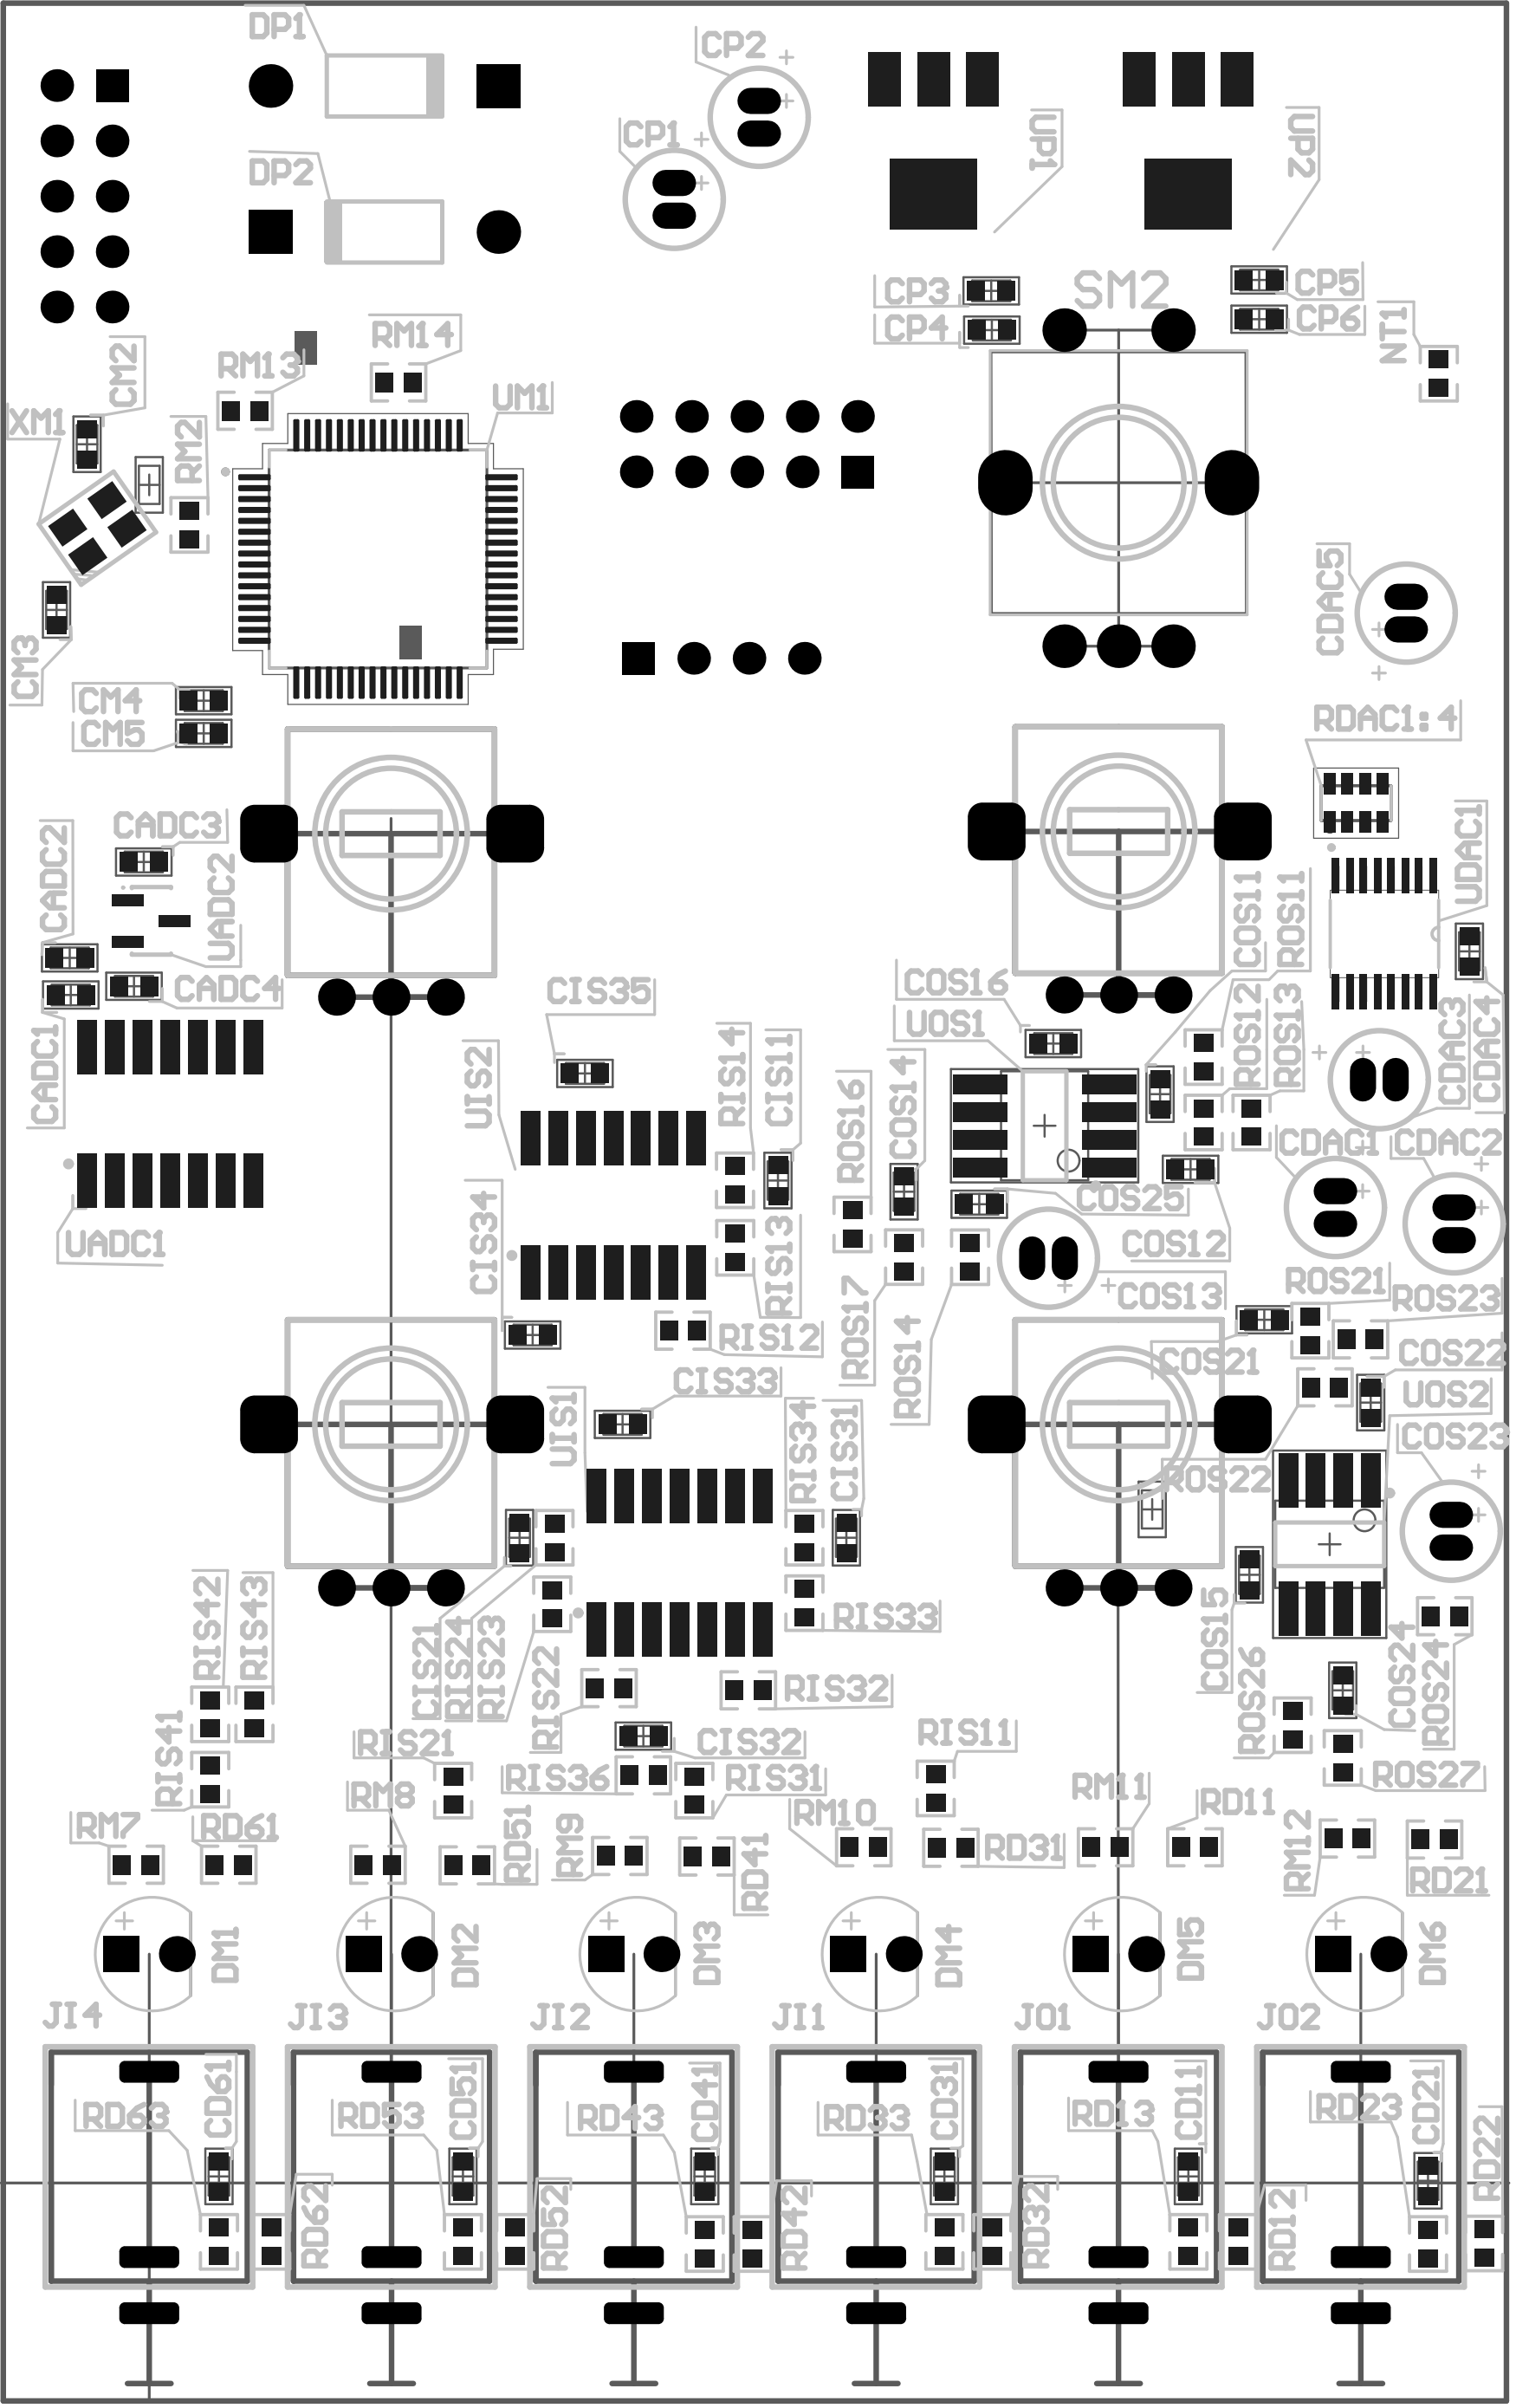 DP1
CP2
CP1
UP1
UP2
DP2
CP3
SM2
CP5
CP4
CP6
NT1
RM14
RM13
CM2
UM1
XM1
RM2
CDAC5
CM3
CM4
CM5
RDAC1:4
CADC3
CADC2
UADC2
UDAC1
COS11
ROS11
CADC4
CIS35
COS16
UOS1
ROS12
ROS13
CDAC3
CDAC4
CADC1
UIS2
RIS14
CIS11
ROS16
COS14
CDAC1
CDAC2
COS25
UADC1
CIS34
RIS13
COS12
ROS21
ROS23
COS13
RIS12
ROS17
ROS14
COS21
COS22
CIS33
UIS1
UOS2
RIS34
CIS31
COS23
ROS22
RIS42
RIS43
CIS21
RIS24
RIS23
RIS22
RIS33
COS15
ROS26
COS24
ROS24
RIS32
RIS41
RIS21
CIS32
RIS11
RIS36
RIS31
ROS27
RM8
RM11
RD11
RM7
RD61
RD51
RM9
RD41
RM10
RD31
RM12
RD21
DM1
DM2
DM3
DM4
DM5
DM6
JI4
JI3
JI2
JI1
JO1
JO2
RD63
CD61
RD53
CD51
RD43
CD41
RD33
CD31
RD13
CD11
RD23
CD21
RD22
RD62
RD52
RD42
RD32
RD12